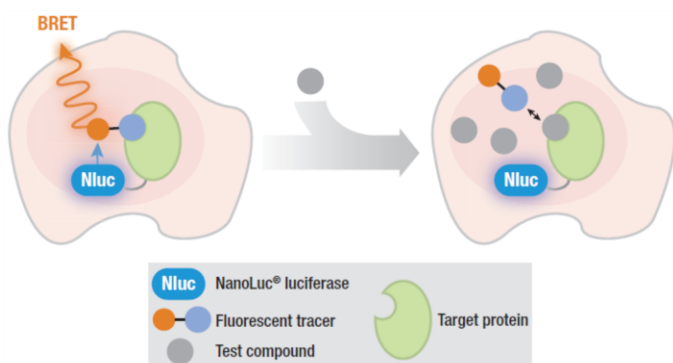 BRET
Nluc
Nluc
Nluc NanoLuc® luciferase
Fluorescent tracer
Target protein
Test compound